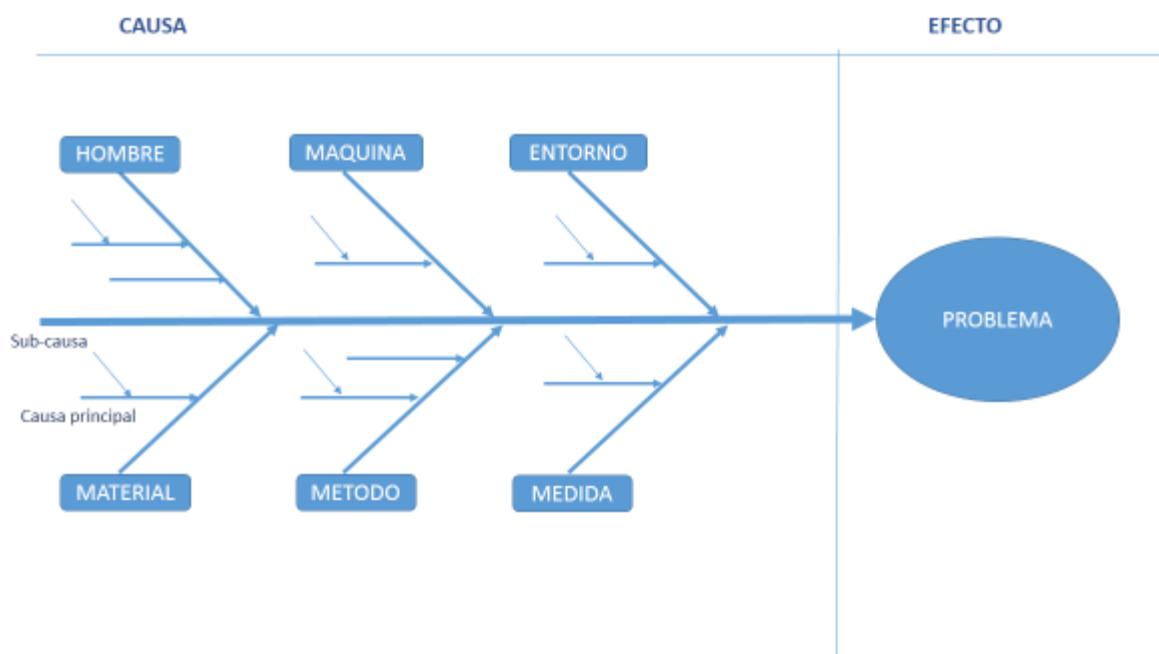 CAUSA
EFECTO
HOMBRE
MAQUINA
ENTORNO
PROBLEMA
Sub-causa
Causa principal
MATERIAL
METODO
MEDIDA